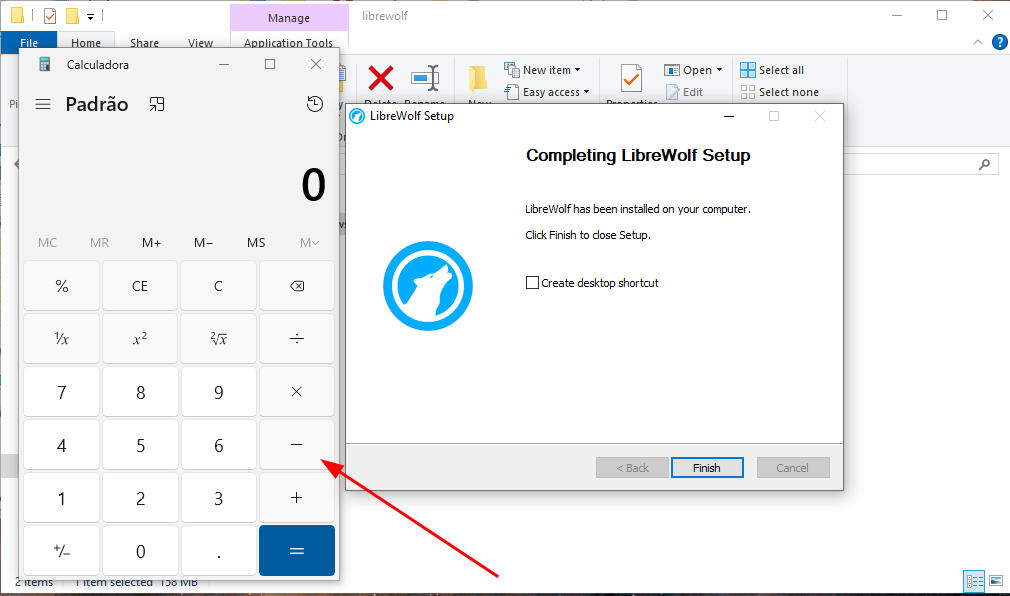 Manage
librewolf
File
Home
Share
View
Application Tools
New item
Open
Select all
Easy access
Edit
Select none
Delete
Rename
New
Properties
Calculadora
Padrão
0
MC MR M+ M− MS M
% CE C
¹/x x² ²√x ÷
7 8 9 ×
4 5 6 −
1 2 3 +
+/− 0 . =
LibreWolf Setup
Completing LibreWolf Setup
LibreWolf has been installed on your computer.
Click Finish to close Setup.
Create desktop shortcut
< Back
Finish
Cancel
2 items
1 item selected 158 MB